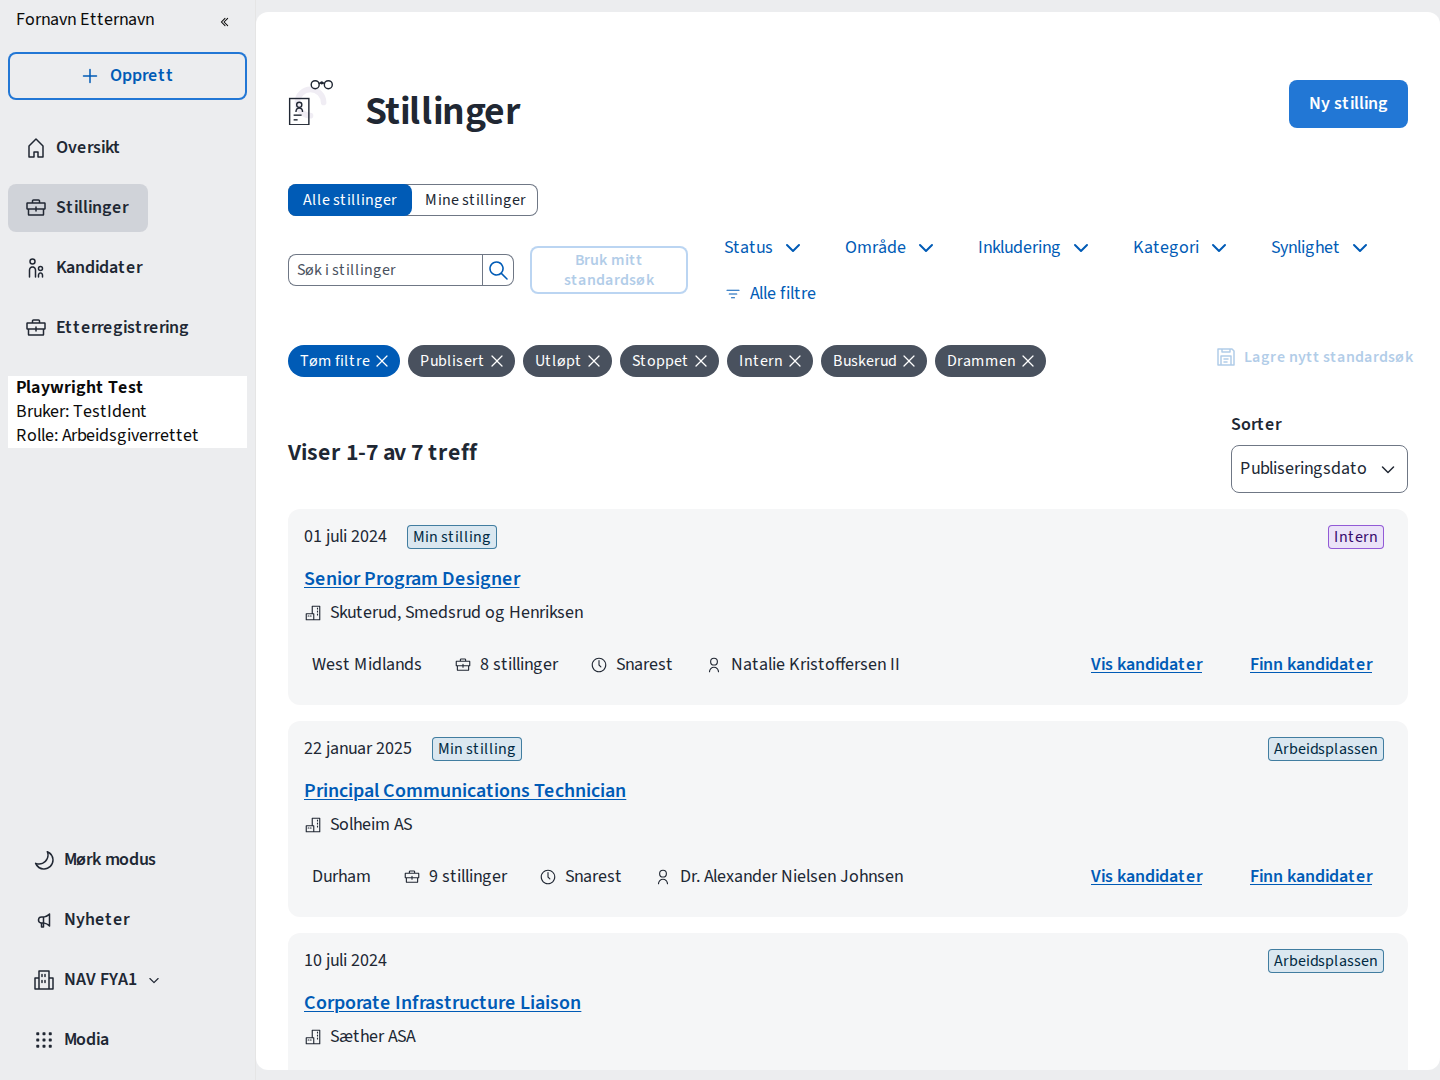 Fornavn Etternavn
Opprett
Oversikt
Stillinger
Kandidater
Etterregistrering
Playwright Test
Bruker: TestIdent
Rolle: Arbeidsgiverrettet
Mørk modus
Nyheter
NAV FYA1
Modia
Stillinger
Ny stilling
Alle stillinger Mine stillinger
Søk i stillinger
Bruk mitt
standardsøk
Status Område Inkludering Kategori Synlighet
Alle filtre
Tøm filtre Publisert Utløpt Stoppet Intern Buskerud Drammen
Lagre nytt standardsøk
Viser 1-7 av 7 treff
Sorter
Publiseringsdato
01 juli 2024 Min stilling Intern
Senior Program Designer
Skuterud, Smedsrud og Henriksen
West Midlands 8 stillinger Snarest Natalie Kristoffersen II Vis kandidater Finn kandidater
22 januar 2025 Min stilling Arbeidsplassen
Principal Communications Technician
Solheim AS
Durham 9 stillinger Snarest Dr. Alexander Nielsen Johnsen Vis kandidater Finn kandidater
10 juli 2024 Arbeidsplassen
Corporate Infrastructure Liaison
Sæther ASA